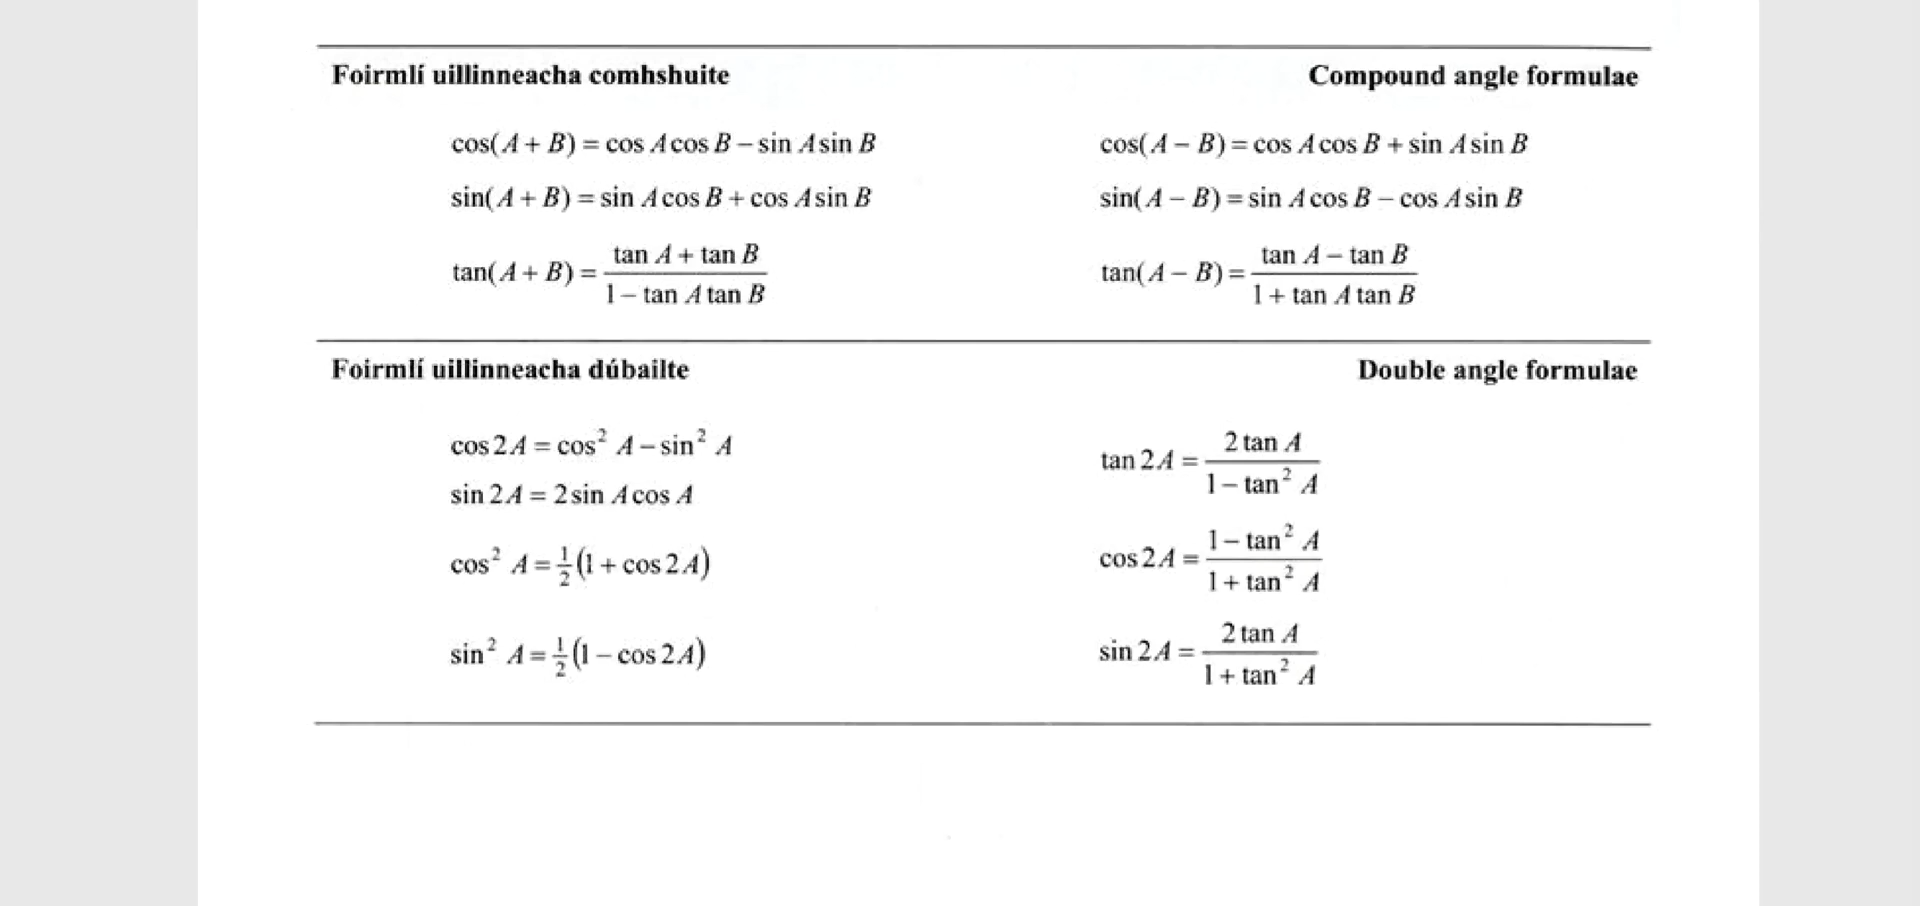 Foirmlí uillinneacha comhshuite Compound angle formulae
cos(A + B) = cos A cos B − sin A sin B cos(A − B) = cos A cos B + sin A sin B
sin(A + B) = sin A cos B + cos A sin B sin(A − B) = sin A cos B − cos A sin B
tan(A + B) = (tan A + tan B) / (1 − tan A tan B) tan(A − B) = (tan A − tan B) / (1 + tan A tan B)
Foirmlí uillinneacha dúbailte Double angle formulae
cos 2A = cos² A − sin² A tan 2A = 2 tan A / (1 − tan² A)
sin 2A = 2 sin A cos A
cos² A = ½(1 + cos 2A) cos 2A = (1 − tan² A) / (1 + tan² A)
sin² A = ½(1 − cos 2A) sin 2A = 2 tan A / (1 + tan² A)